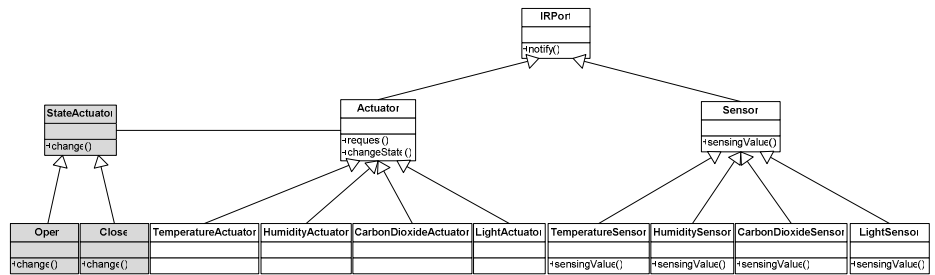 IRPort
+notify()
StateActuator
+change()
Actuator
+reques ()
+changeState()
Sensor
+sensingValue()
Open
+change()
Close
+change()
TemperatureActuator
HumidityActuator
CarbonDioxideActuator
LightActuator
TemperatureSensor
+sensingValue()
HumiditySensor
+sensingValue()
CarbonDioxideSensor
+sensingValue()
LightSensor
+sensingValue()